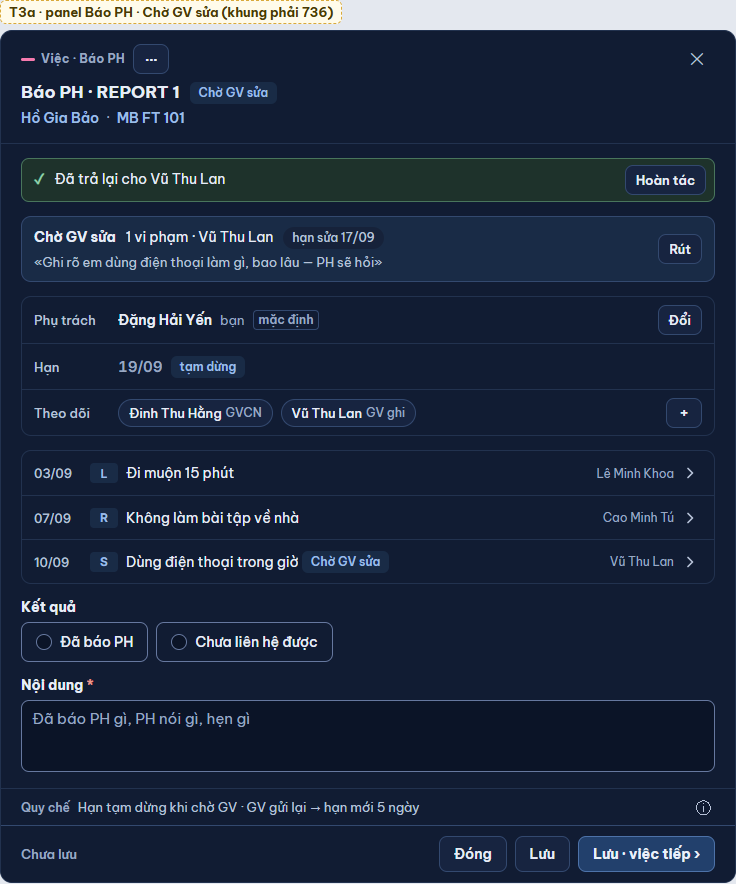 T3a · panel Báo PH · Chờ GV sửa (khung phải 736)
Việc · Báo PH ...
Báo PH · REPORT 1 Chờ GV sửa
Hồ Gia Bảo · MB FT 101
✓ Đã trả lại cho Vũ Thu Lan Hoàn tác
Chờ GV sửa 1 vi phạm · Vũ Thu Lan hạn sửa 17/09 Rút
«Ghi rõ em dùng điện thoại làm gì, bao lâu — PH sẽ hỏi»
Phụ trách Đặng Hải Yến bạn mặc định Đổi
Hạn 19/09 tạm dừng
Theo dõi Đinh Thu Hằng GVCN Vũ Thu Lan GV ghi +
03/09 L Đi muộn 15 phút Lê Minh Khoa
07/09 R Không làm bài tập về nhà Cao Minh Tú
10/09 S Dùng điện thoại trong giờ Chờ GV sửa Vũ Thu Lan
Kết quả
Đã báo PH Chưa liên hệ được
Nội dung *
Đã báo PH gì, PH nói gì, hẹn gì
Quy chế Hạn tạm dừng khi chờ GV · GV gửi lại → hạn mới 5 ngày
Chưa lưu Đóng Lưu Lưu · việc tiếp ›